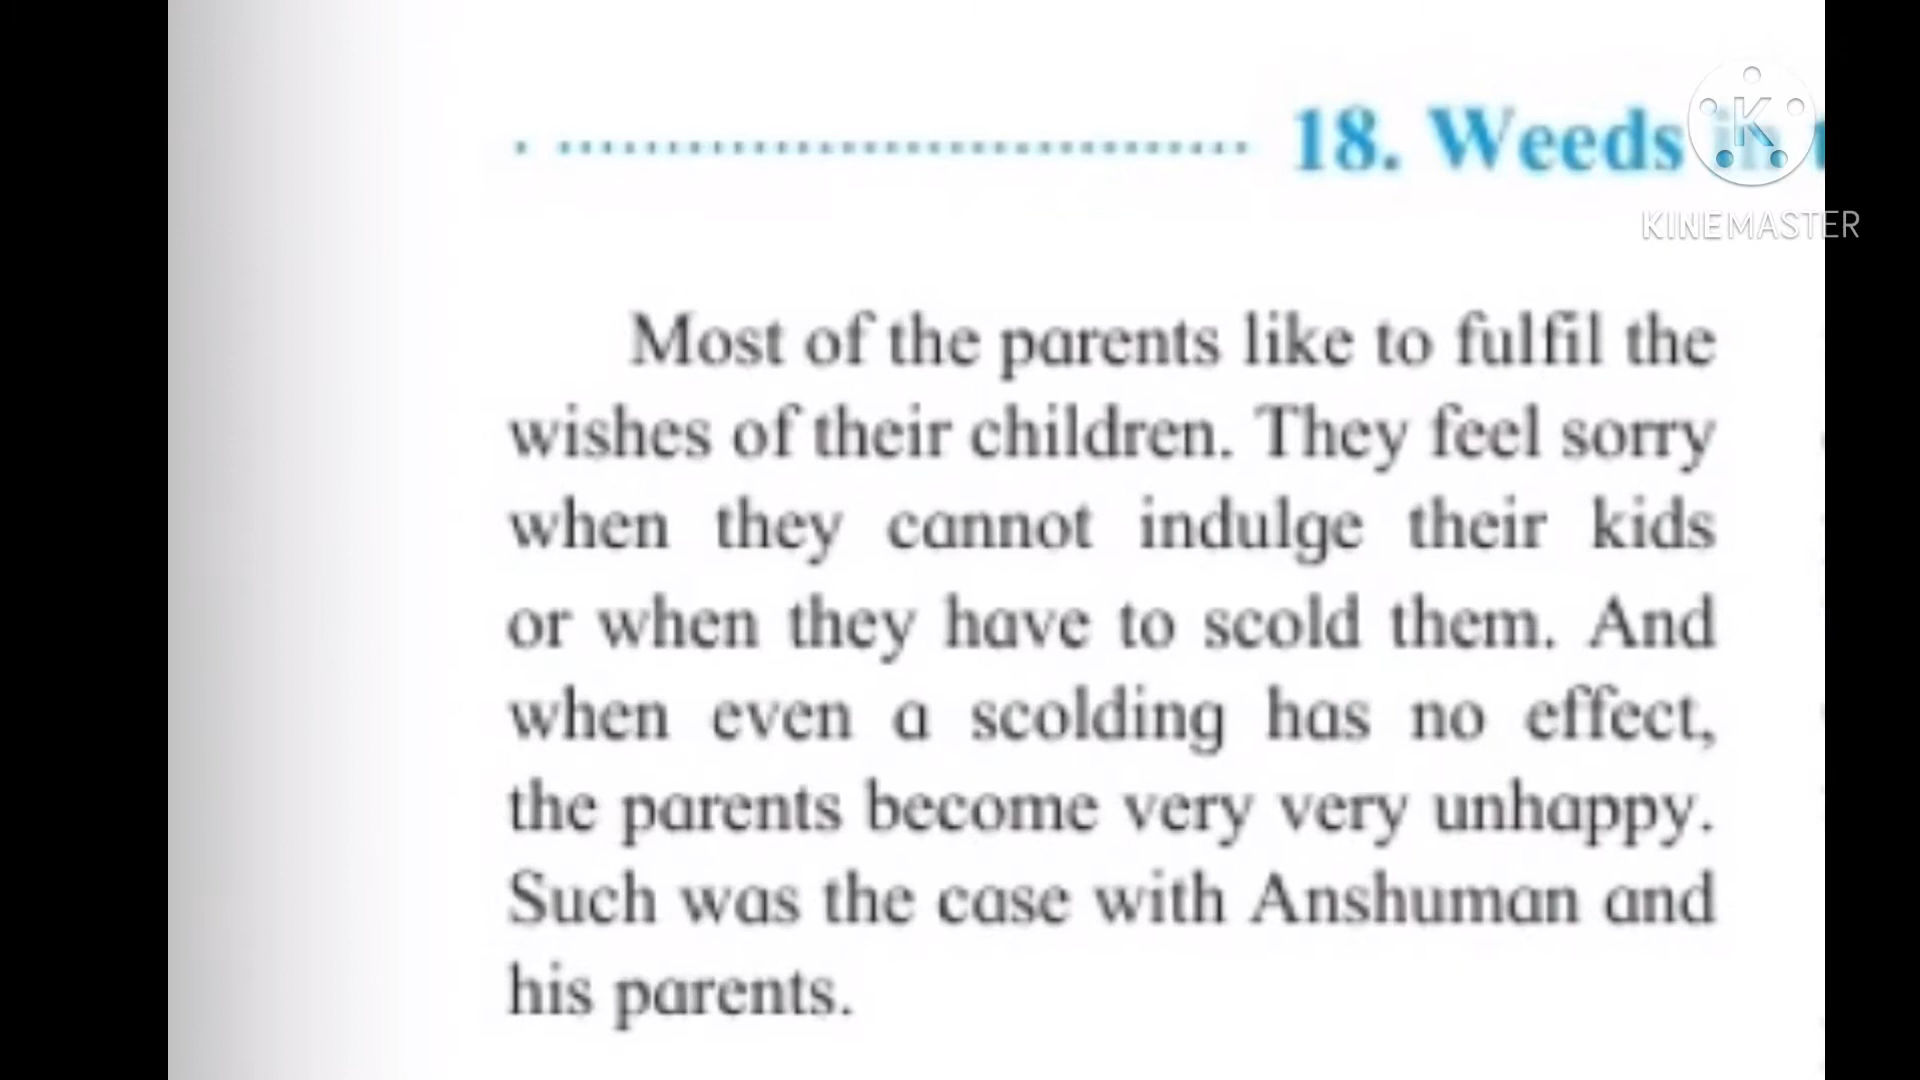 18. Weeds in t
KINEMASTER
Most of the parents like to fulfil the
wishes of their children. They feel sorry
when they cannot indulge their kids
or when they have to scold them. And
when even a scolding has no effect,
the parents become very very unhappy.
Such was the case with Anshuman and
his parents.